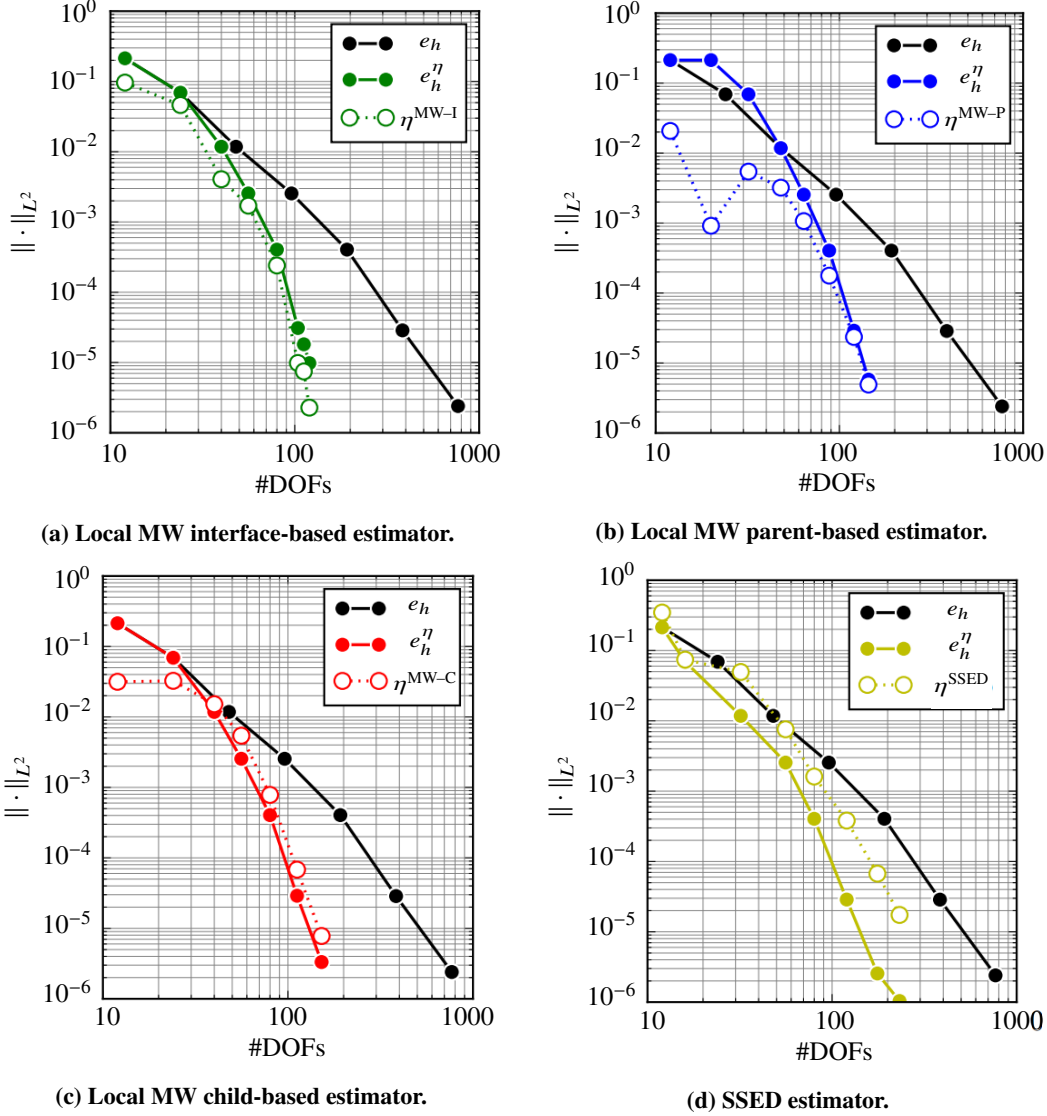 10^0
10^-1
10^-2
10^-3
10^-4
10^-5
10^-6
|| · ||_{L^2}
10 100 1000
#DOFs
e_h
e_h^η
η^{MW–I}
(a) Local MW interface-based estimator.
10^0
10^-1
10^-2
10^-3
10^-4
10^-5
10^-6
|| · ||_{L^2}
10 100 1000
#DOFs
e_h
e_h^η
η^{MW–P}
(b) Local MW parent-based estimator.
10^0
10^-1
10^-2
10^-3
10^-4
10^-5
10^-6
|| · ||_{L^2}
10 100 1000
#DOFs
e_h
e_h^η
η^{MW–C}
(c) Local MW child-based estimator.
10^0
10^-1
10^-2
10^-3
10^-4
10^-5
10^-6
|| · ||_{L^2}
10 100 1000
#DOFs
e_h
e_h^η
η^{SSED}
(d) SSED estimator.